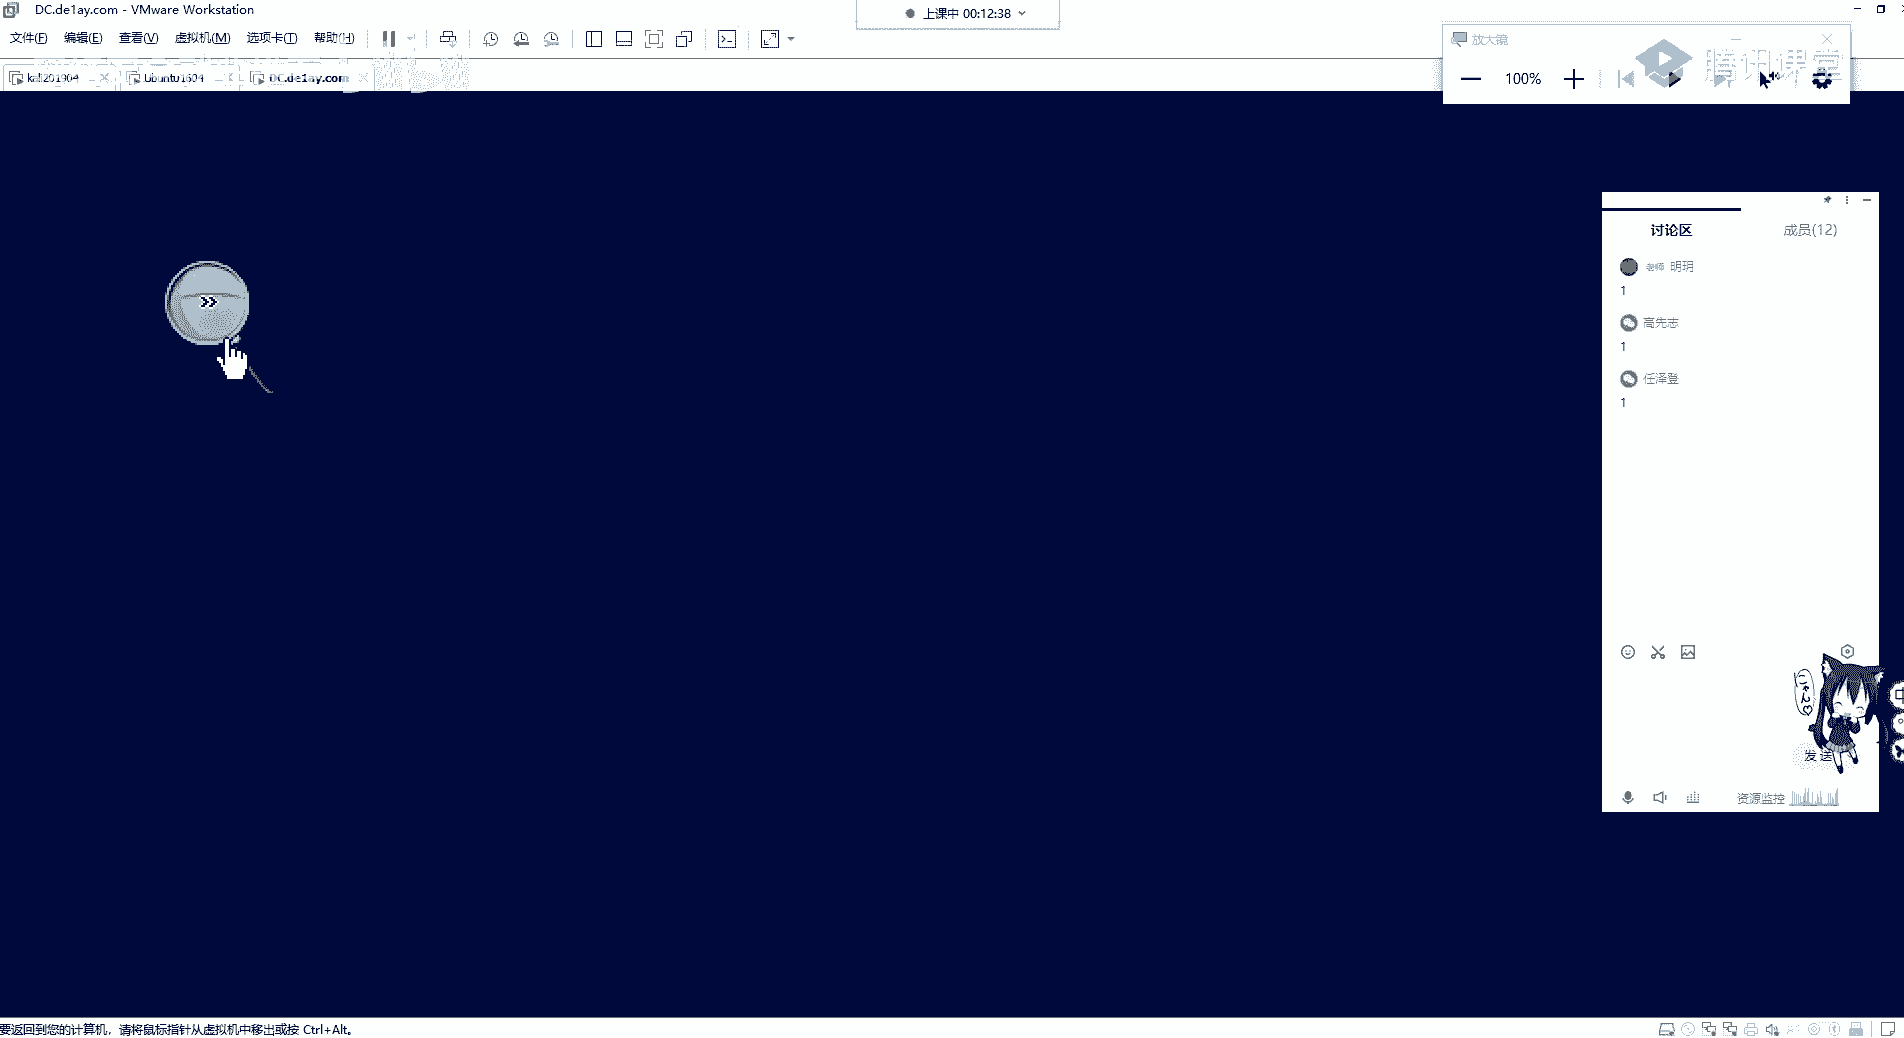 DC.de1ay.com - VMware Workstation
上课中 00:12:38
文件(F) 编辑(E) 查看(V) 虚拟机(M) 选项卡(T) 帮助(H)
放大镜
100%
腾讯课堂
kali201904 Ubuntu1604 DC.de1ay.com
讨论区 成员(12)
老师 明玥
1
高先志
1
任泽登
1
发送
资源监控
要返回到您的计算机，请将鼠标指针从虚拟机中移出或按 Ctrl+Alt。